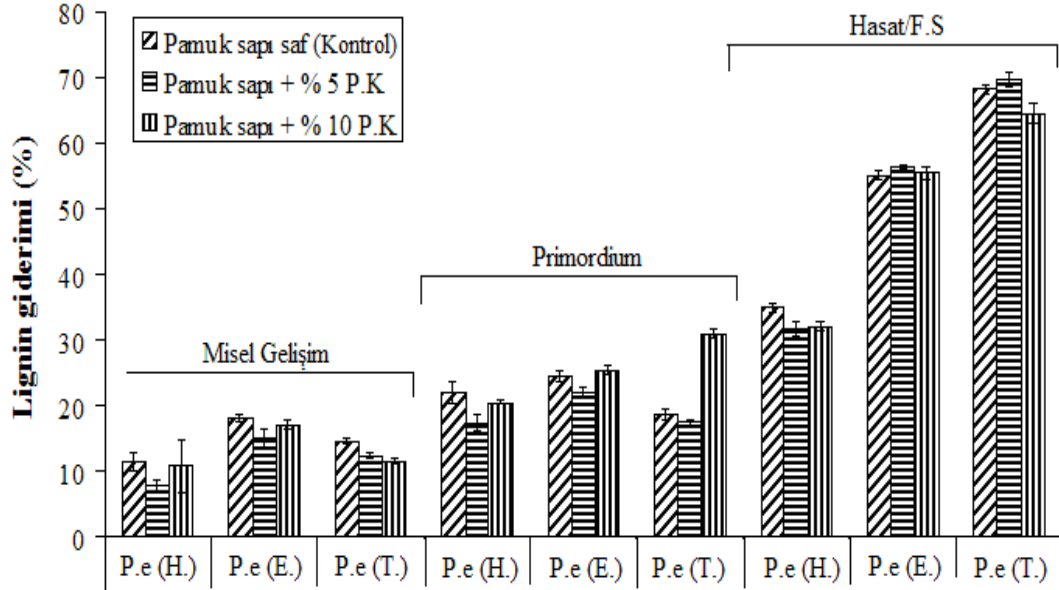 80
70
60
50
40
30
20
10
0
Lignin giderimi (%)
Pamuk sapı saf (Kontrol)
Pamuk sapı + % 5 P.K
Pamuk sapı + % 10 P.K
Misel Gelişim
Primordium
Hasat/F.S
P.e (H.) P.e (E.) P.e (T.) P.e (H.) P.e (E.) P.e (T.) P.e (H.) P.e (E.) P.e (T.)